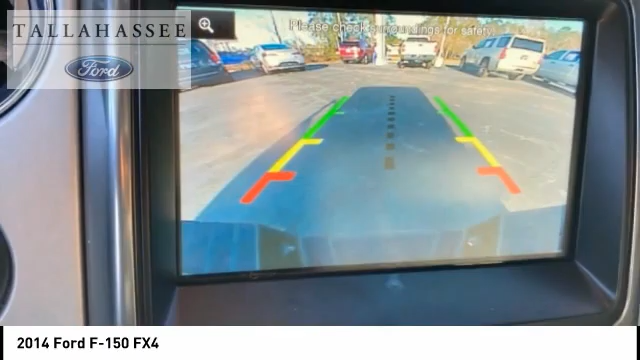 TALLAHASSEE
Ford
Please check surroundings for safety
2014 Ford F-150 FX4